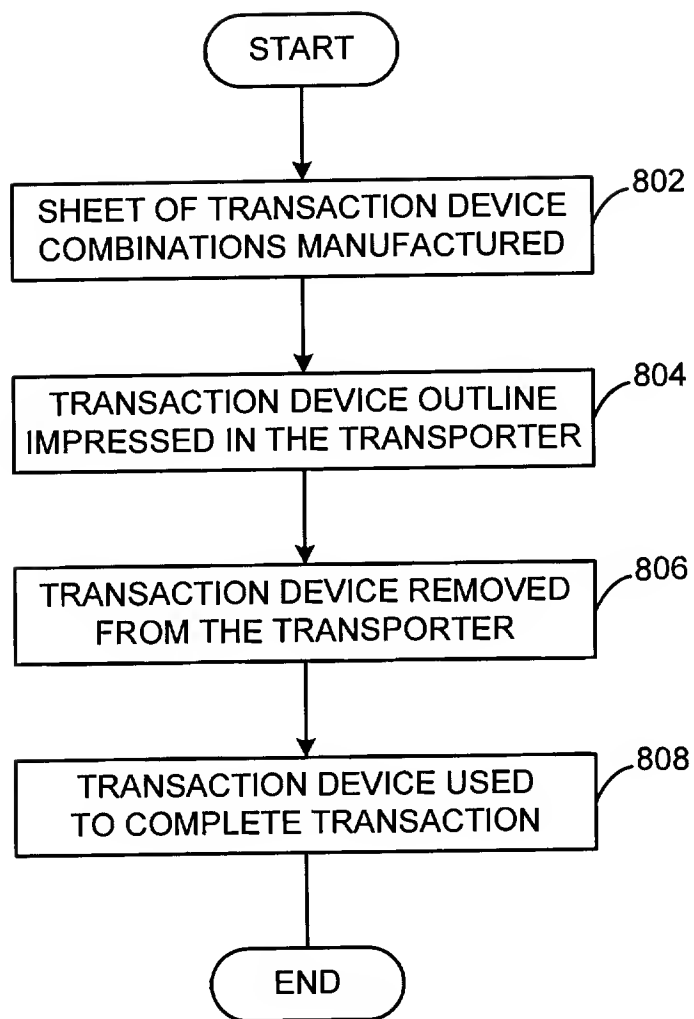 START
802
SHEET OF TRANSACTION DEVICE
COMBINATIONS MANUFACTURED
804
TRANSACTION DEVICE OUTLINE
IMPRESSED IN THE TRANSPORTER
806
TRANSACTION DEVICE REMOVED
FROM THE TRANSPORTER
808
TRANSACTION DEVICE USED
TO COMPLETE TRANSACTION
END